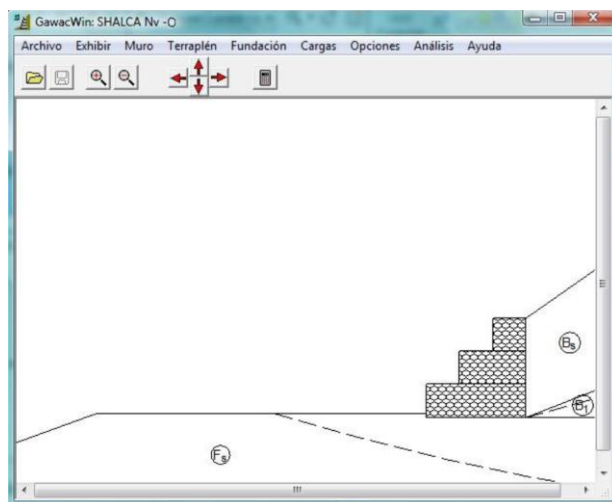 GawacWin: SHALCA Nv -O
Archivo Exhibir Muro Terraplén Fundación Cargas Opciones Análisis Ayuda
Bs
B1
Fs